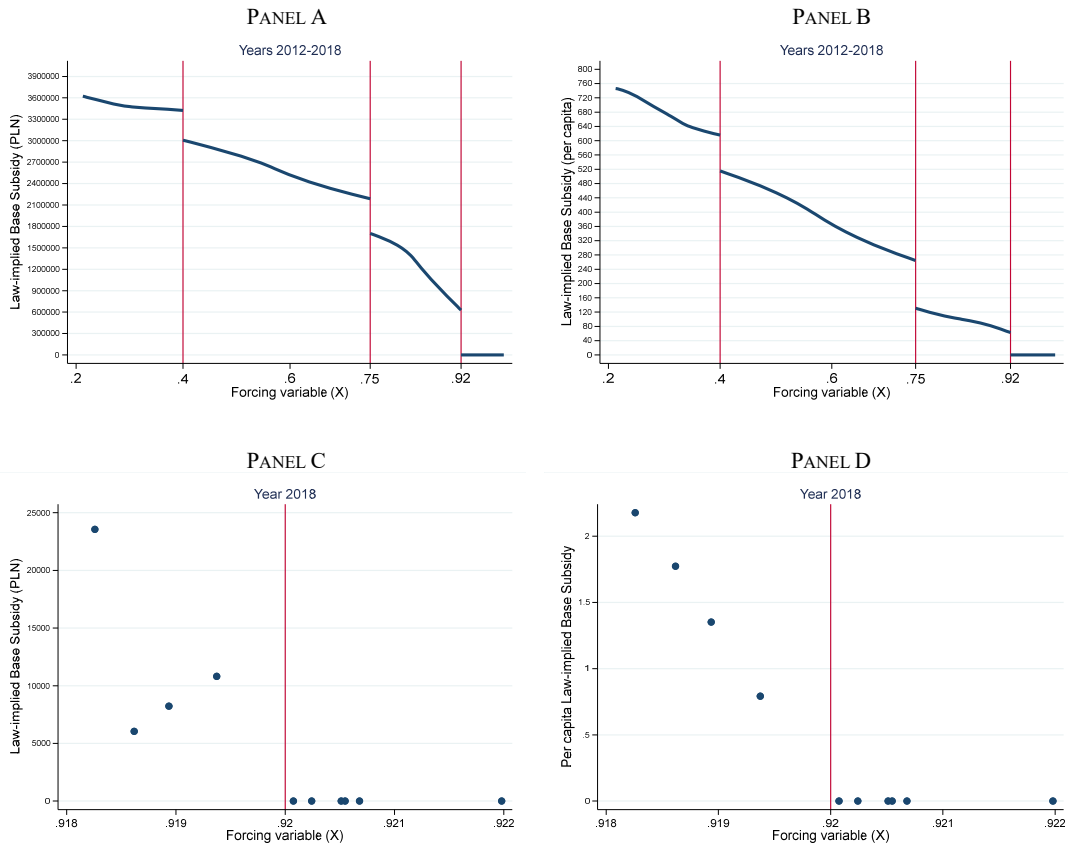 PANEL A
Years 2012-2018
Law-implied Base Subsidy (PLN)
3900000
3600000
3300000
3000000
2700000
2400000
2100000
1800000
1500000
1200000
900000
600000
300000
0
.2 .4 .6 .75 .92
Forcing variable (X)
PANEL B
Years 2012-2018
Law-implied Base Subsidy (per capita)
800
760
720
680
640
600
560
520
480
440
400
360
320
280
240
200
160
120
80
40
0
.2 .4 .6 .75 .92
Forcing variable (X)
PANEL C
Year 2018
Law-implied Base Subsidy (PLN)
25000
20000
15000
10000
5000
0
.918 .919 .92 .921 .922
Forcing variable (X)
PANEL D
Year 2018
Per capita Law-implied Base Subsidy
2
1.5
1
.5
0
.918 .919 .92 .921 .922
Forcing variable (X)